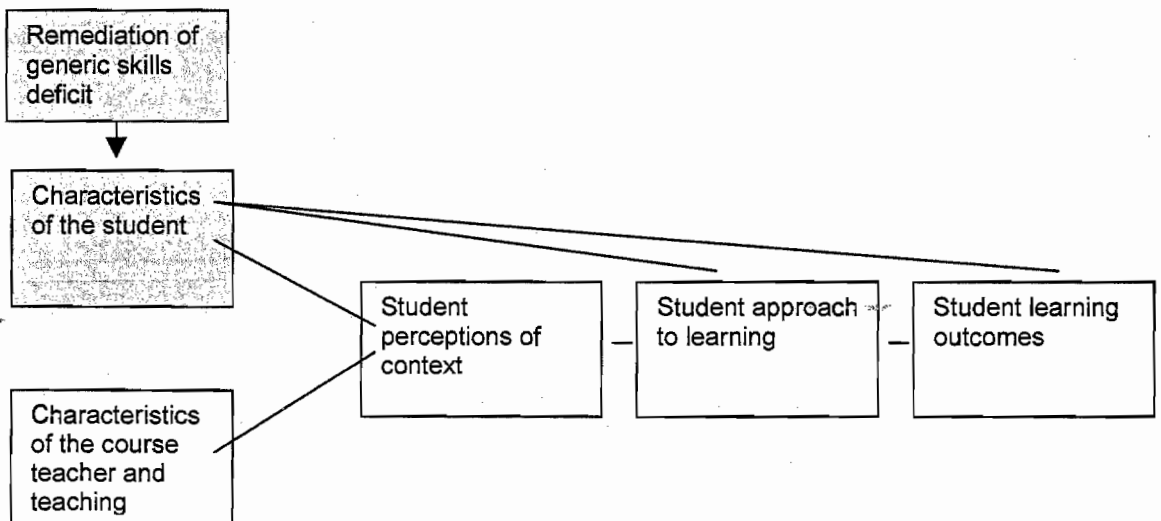 Remediation of
generic skills
deficit
Characteristics
of the student
Student
perceptions of
context
Student approach
to learning
Student learning
outcomes
Characteristics
of the course
teacher and
teaching